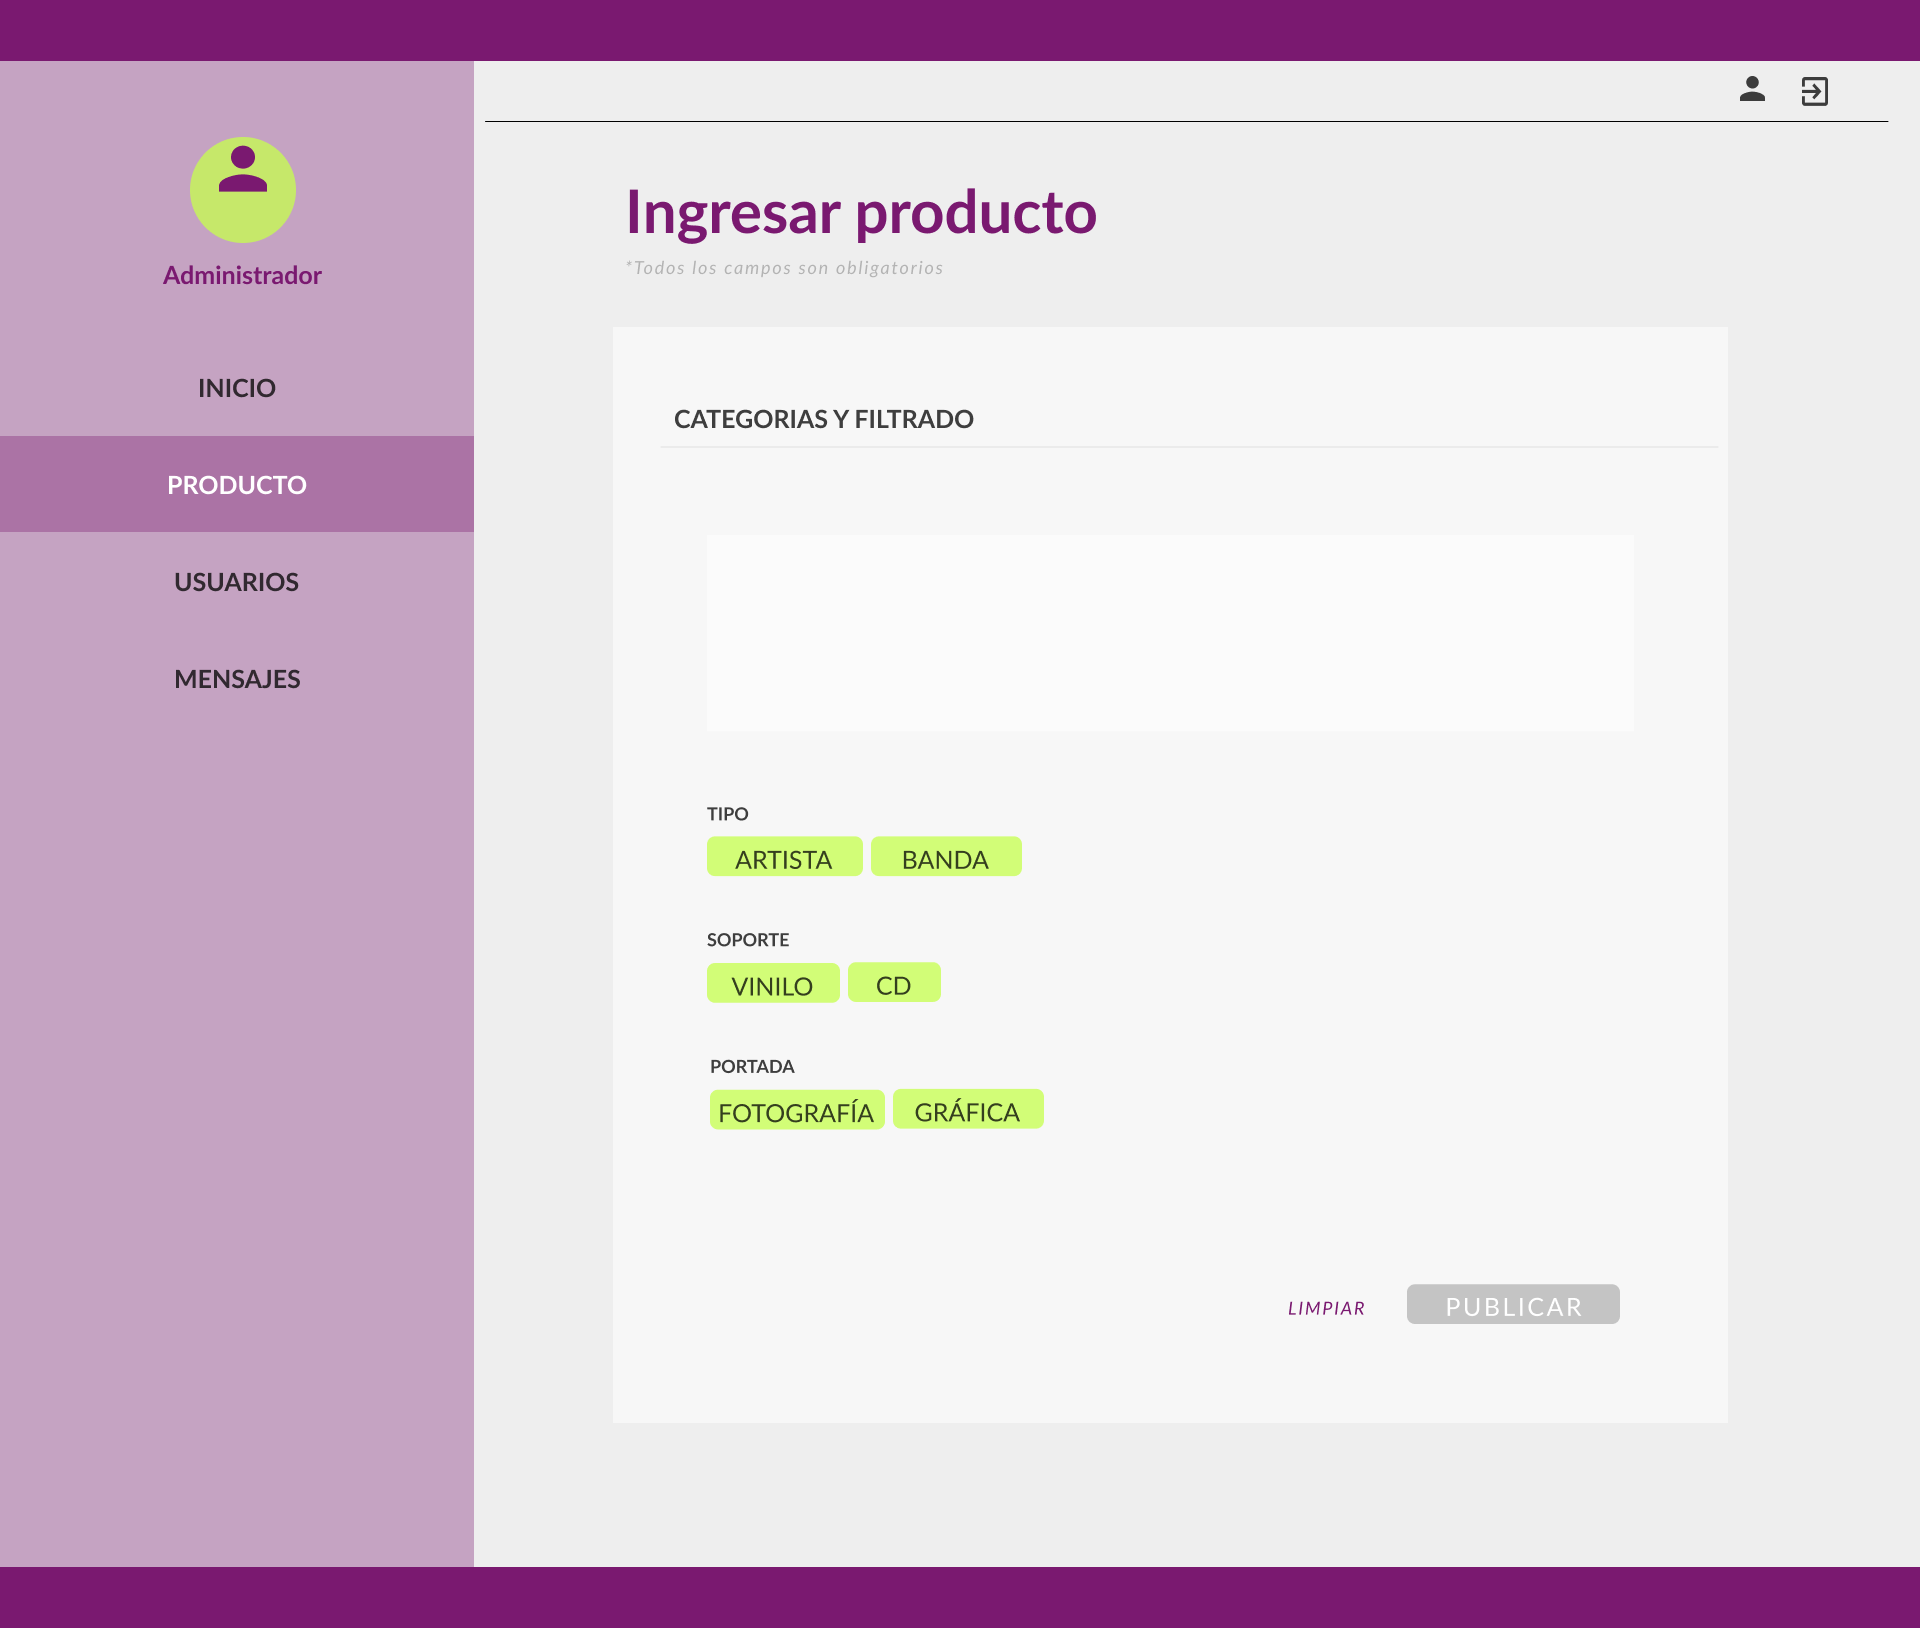 Administrador
INICIO
PRODUCTO
USUARIOS
MENSAJES
Ingresar producto
*Todos los campos son obligatorios
CATEGORIAS Y FILTRADO
TIPO
ARTISTA BANDA
SOPORTE
VINILO CD
PORTADA
FOTOGRAFÍA GRÁFICA
LIMPIAR PUBLICAR